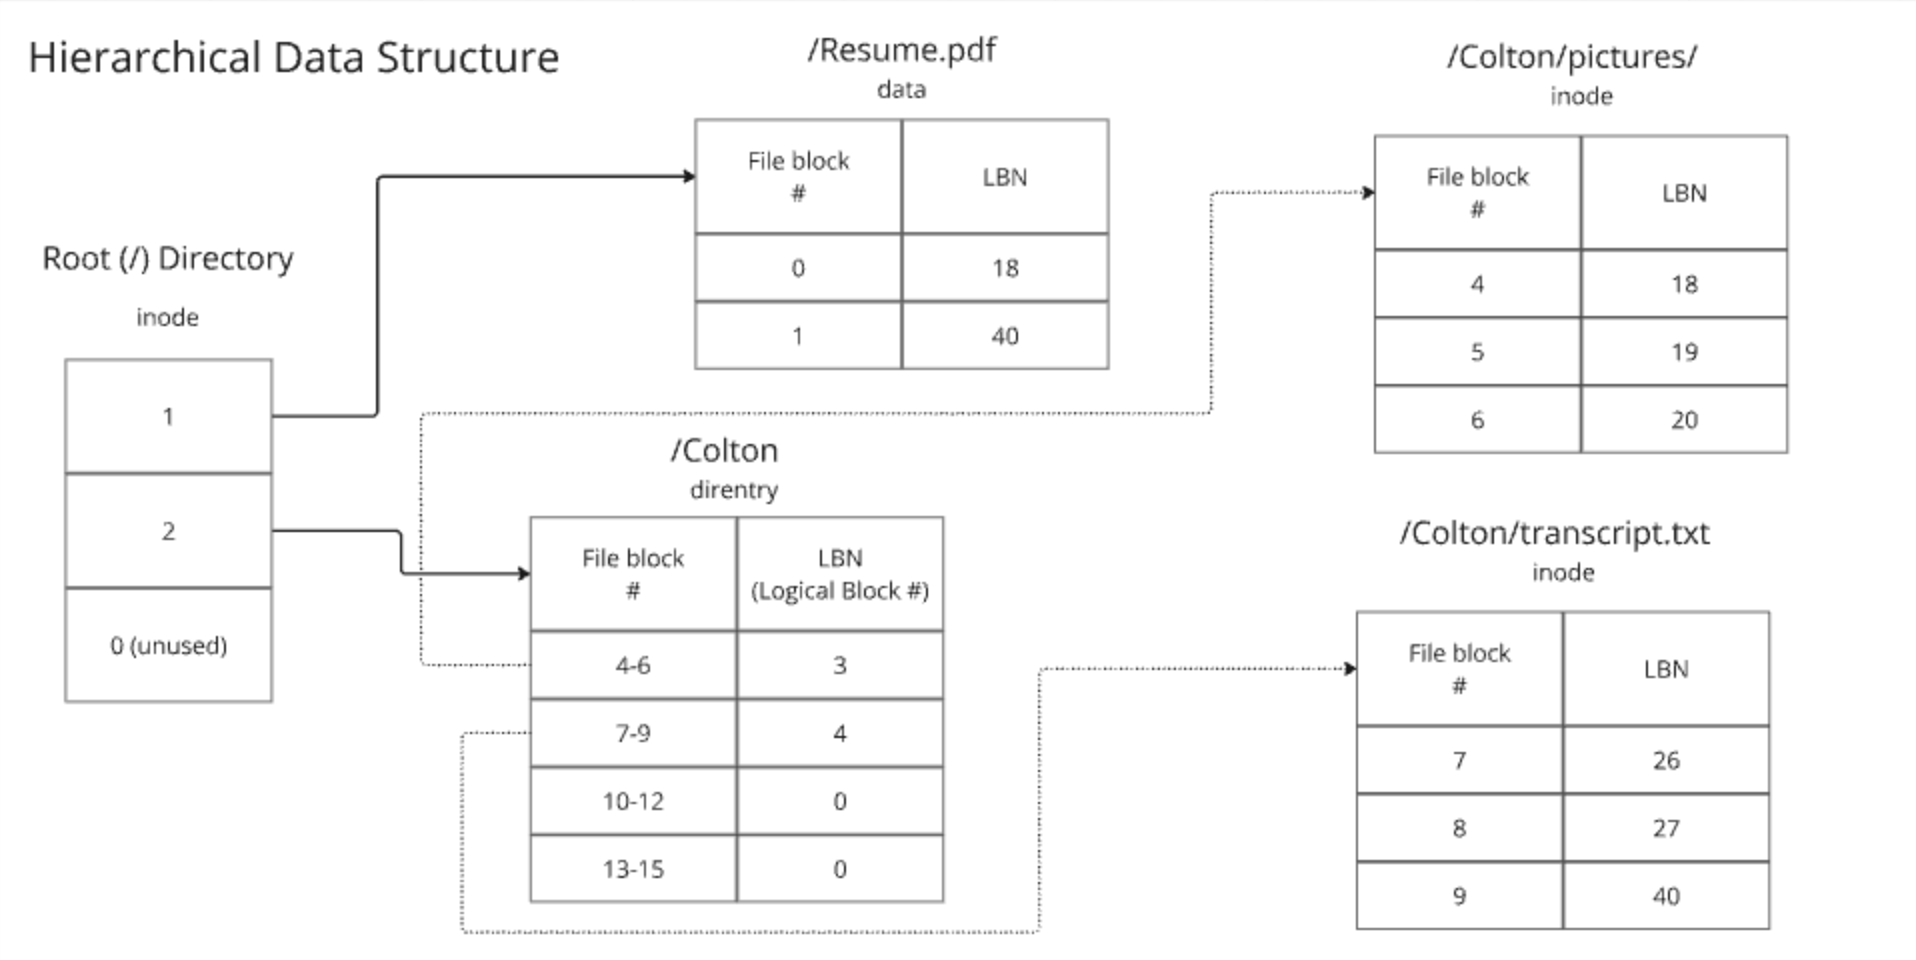 Hierarchical Data Structure
Root (/) Directory
inode
1
2
0 (unused)
/Resume.pdf
data
File block
#
LBN
0
18
1
40
/Colton
direntry
File block
#
LBN
(Logical Block #)
4-6
3
7-9
4
10-12
0
13-15
0
/Colton/pictures/
inode
File block
#
LBN
4
18
5
19
6
20
/Colton/transcript.txt
inode
File block
#
LBN
7
26
8
27
9
40